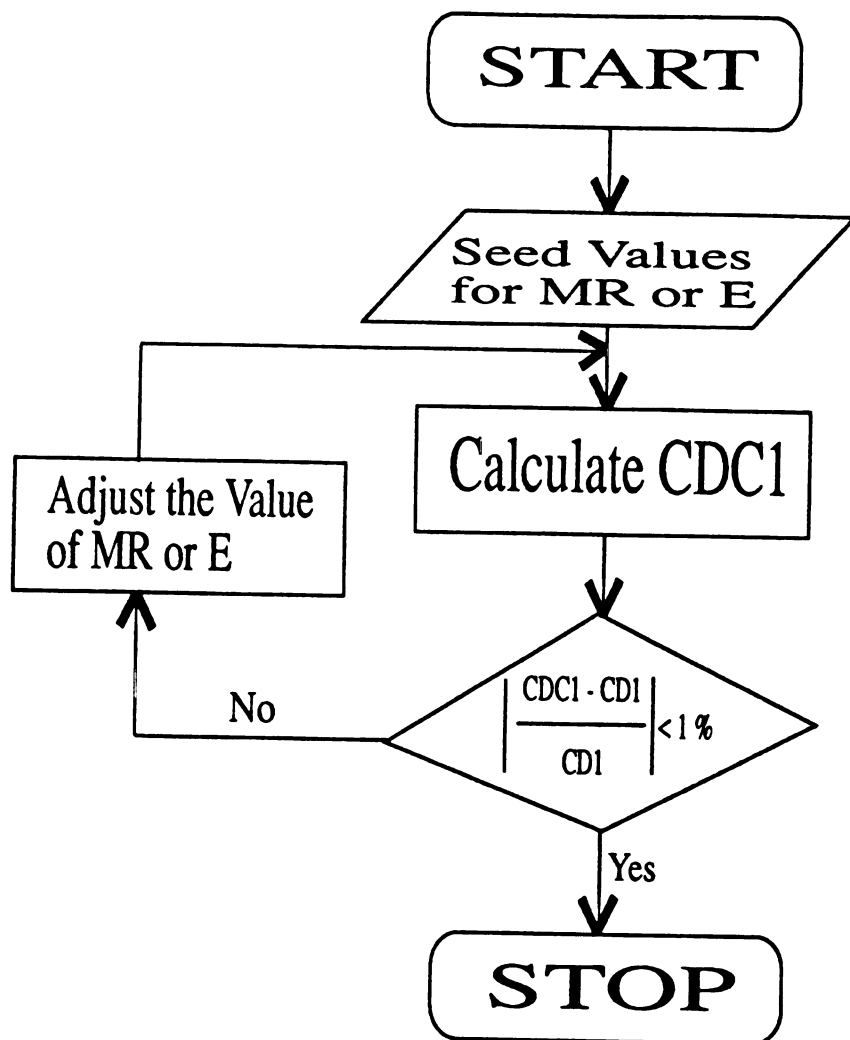 START
Seed Values
for MR or E
Calculate CDC1
Adjust the Value
of MR or E
| CDC1 - CD1 / CD1 | < 1 %
No
Yes
STOP